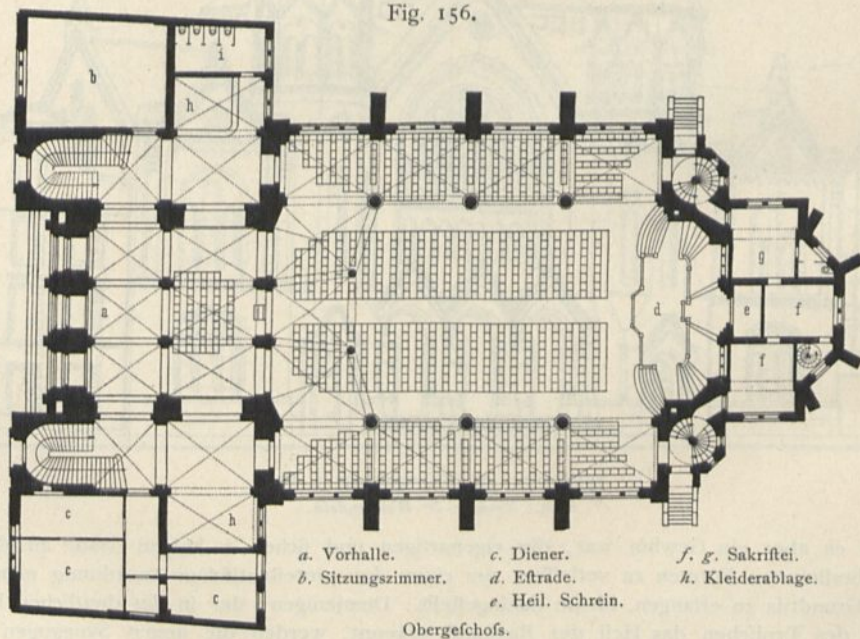 Fig. 156.
i
b
h
a
d
g
e
f
f
c
c
c
h
a. Vorhalle.
b. Sitzungszimmer.
c. Diener.
d. Eſtrade.
e. Heil. Schrein.
f. g. Sakriſtei.
h. Kleiderablage.
Obergeſchoſs.